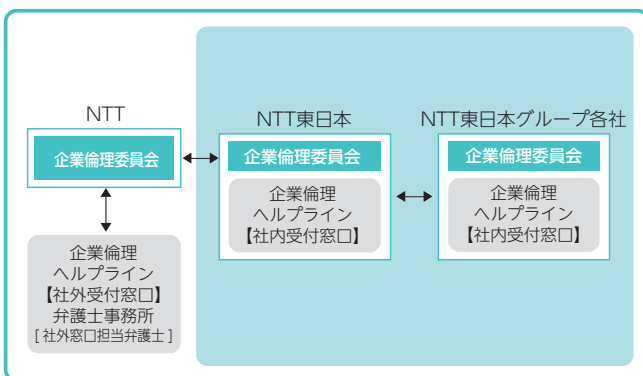 NTT
企業倫理委員会
企業倫理
ヘルプライン
【社外受付窓口】
弁護士事務所
[ 社外窓口担当弁護士 ]
NTT東日本
企業倫理委員会
企業倫理
ヘルプライン
【社内受付窓口】
NTT東日本グループ各社
企業倫理委員会
企業倫理
ヘルプライン
【社内受付窓口】